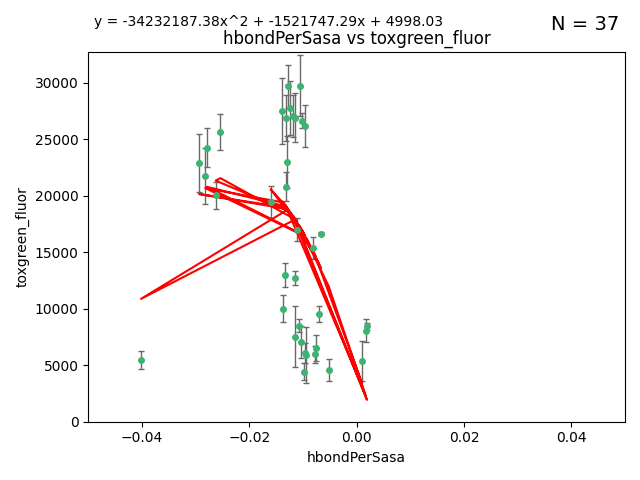 y = -34232187.38x^2 + -1521747.29x + 4998.03
N = 37
hbondPerSasa vs toxgreen_fluor
30000
25000
20000
15000
10000
5000
0
toxgreen_fluor
−0.04
−0.02
0.00
0.02
0.04
hbondPerSasa